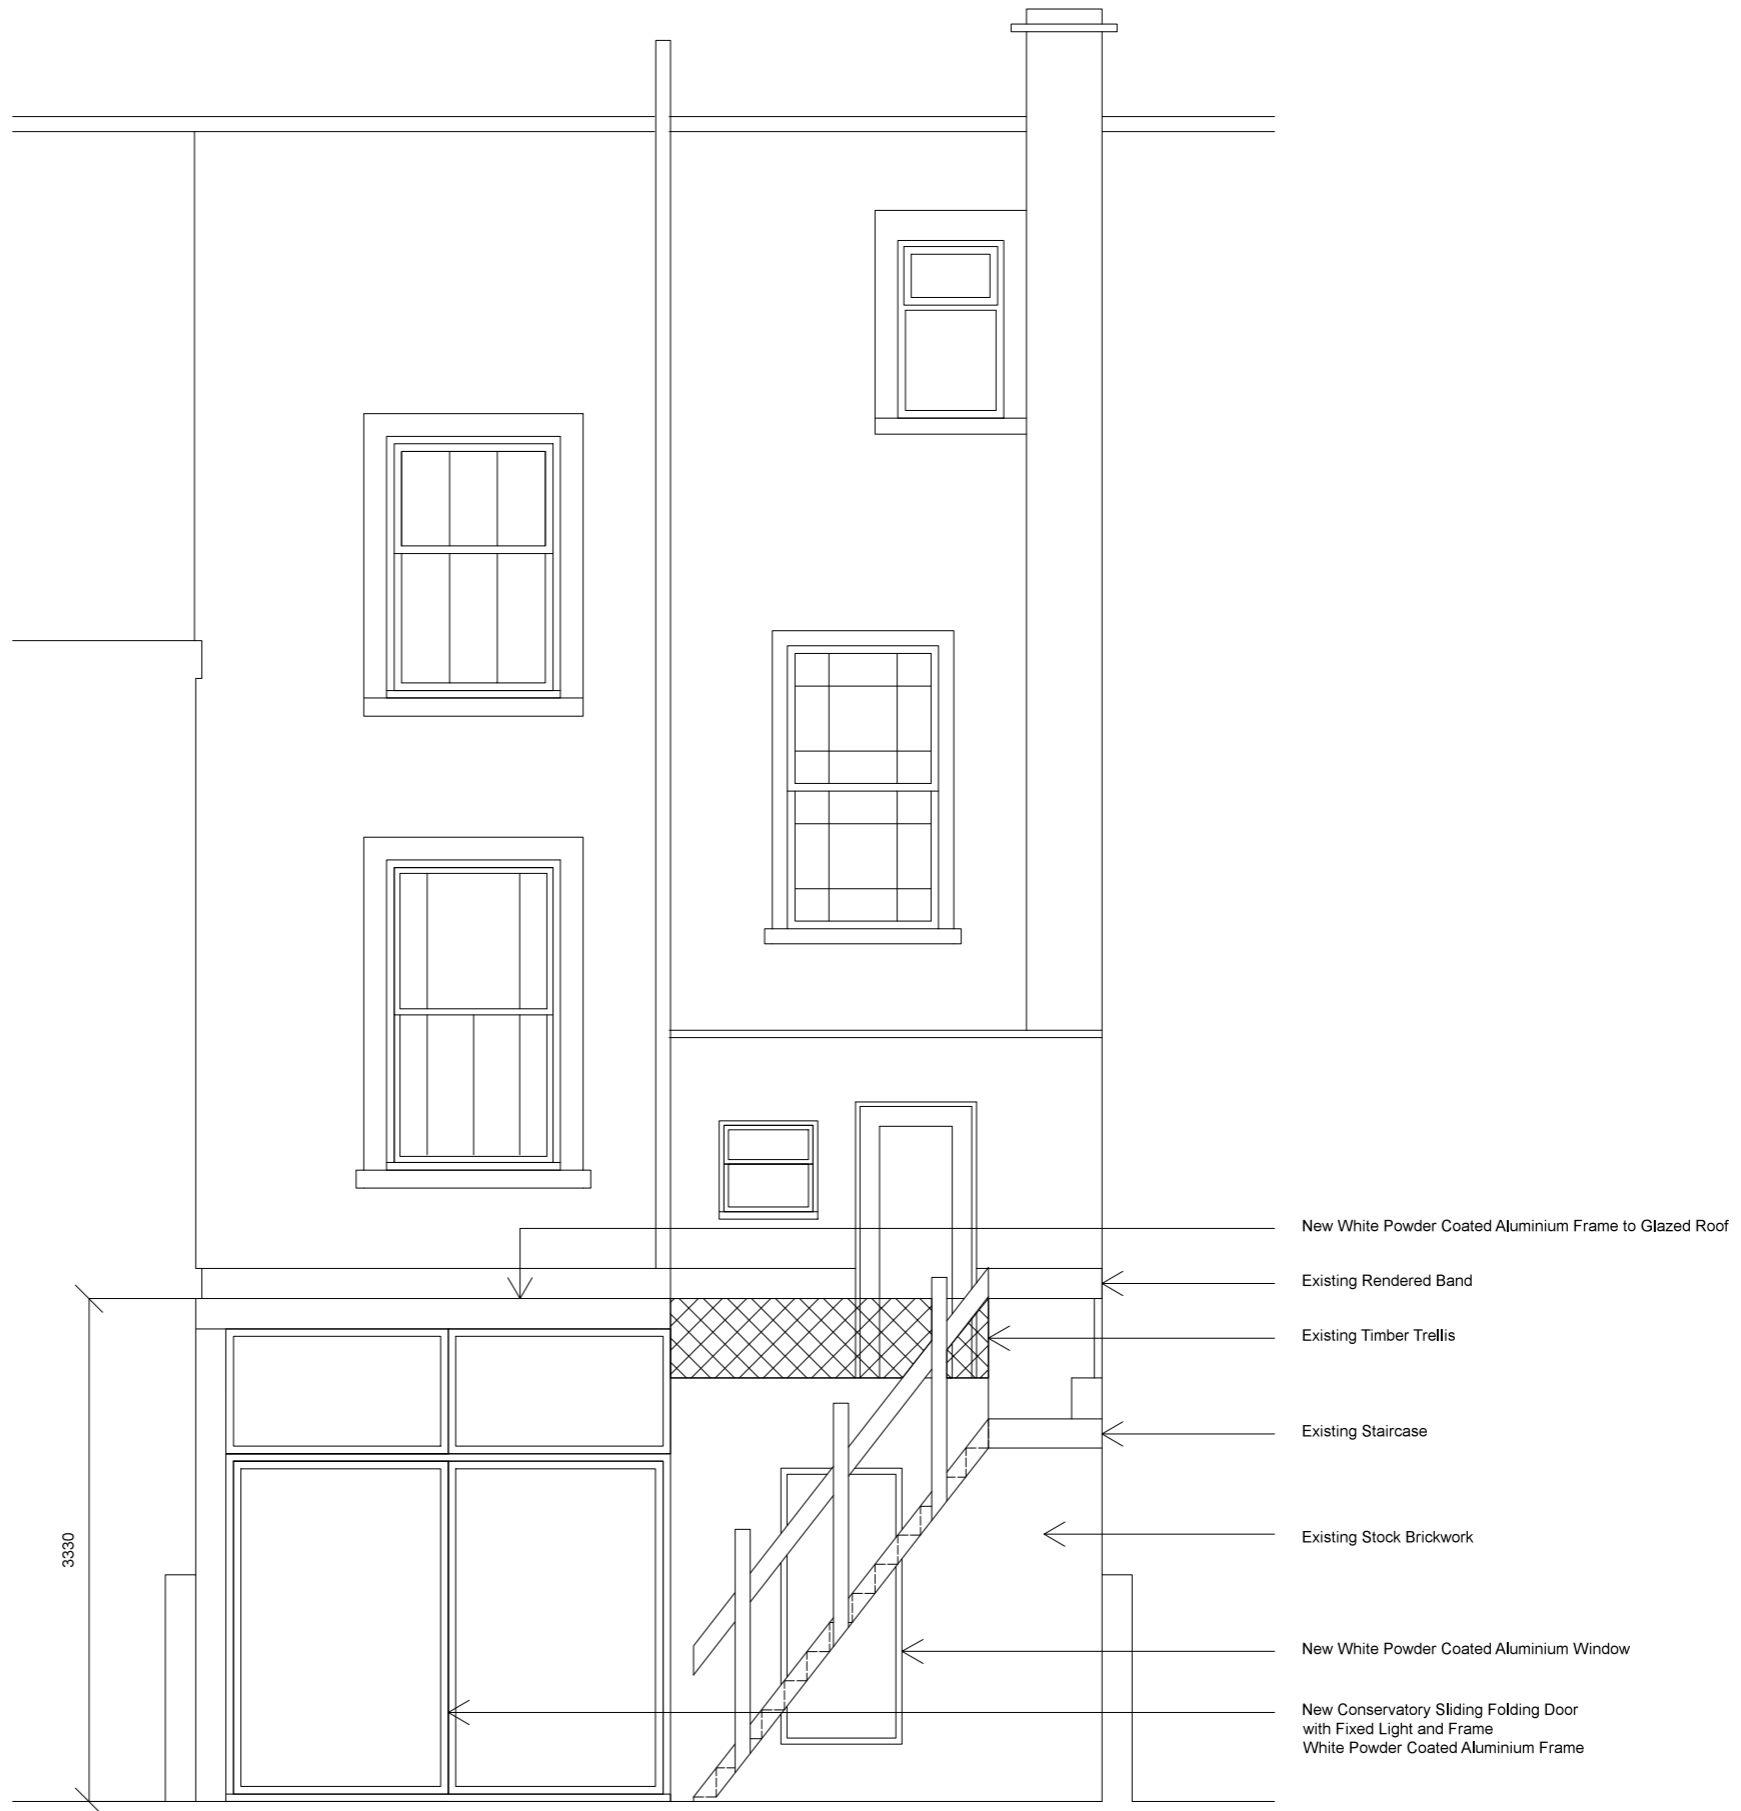 New White Powder Coated Aluminium Frame to Glazed Roof
Existing Rendered Band
Existing Timber Trellis
Existing Staircase
3330
Existing Stock Brickwork
New White Powder Coated Aluminium Window
New Conservatory Sliding Folding Door
with Fixed Light and Frame
White Powder Coated Aluminium Frame